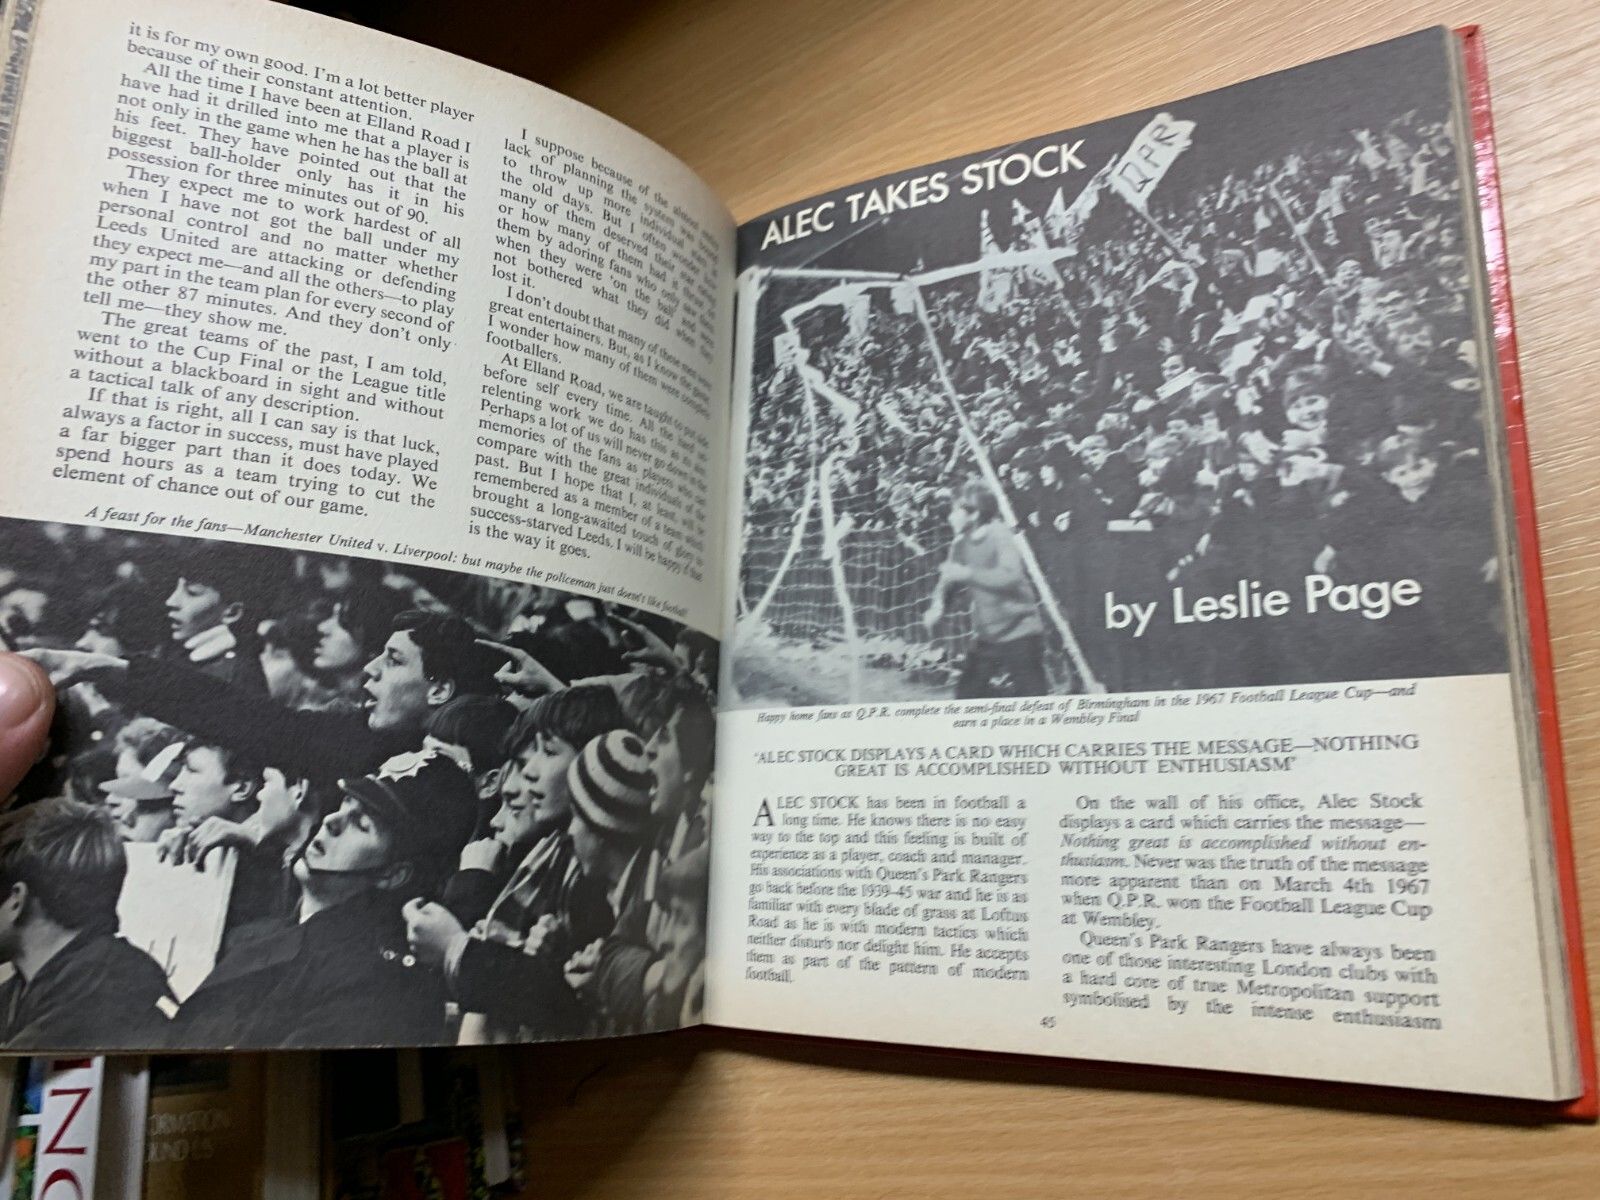 it is for my own good. I'm a lot better player
because of their constant attention.
All the time I have been at Elland Road I
have had it drilled into me that a player is
not only in the game when he has the ball at
his feet. They have pointed out that the
biggest ball-holder only has it in his
possession for three minutes out of 90.
They expect me to work hardest of all
when I have not got the ball under my
personal control and no matter whether
Leeds United are attacking or defending
they expect me—and all the others—to play
my part in the team plan for every second of
the other 87 minutes. And they don't only
tell me—they show me.
The great teams of the past, I am told,
went to the Cup Final or the League title
without a blackboard in sight and without
a tactical talk of any description.
If that is right, all I can say is that luck,
always a factor in success, must have played
a far bigger part than it does today. We
spend hours as a team trying to cut the
element of chance out of our game.
I suppose because of the almost
lack of planning the system was
to throw up more individual
the old days. But I often wonder how
many of them deserved their star rating
or how many of them had it
them by adoring fans who only saw them
when they were 'on the ball' and were
not bothered what they did when they
lost it.
I don't doubt that many of these men were
great entertainers. But, as I know the game,
I wonder how many of them were complete
footballers.
At Elland Road, we are taught to put side
before self every time. All the hard
relenting work we do has this as its
Perhaps a lot of us will never go down in the
memories of the fans as players who can
compare with the great individuals of the
past. But I hope that I, at least, will be
remembered as a member of a team which
brought a long-awaited touch of glory to
success-starved Leeds. I will be happy if that
is the way it goes.
A feast for the fans—Manchester United v. Liverpool: but maybe the policeman just doesn't like football
ALEC TAKES STOCK
QPR
by Leslie Page
Happy home fans as Q.P.R. complete the semi-final defeat of Birmingham in the 1967 Football League Cup—and
earn a place in a Wembley Final
'ALEC STOCK DISPLAYS A CARD WHICH CARRIES THE MESSAGE—NOTHING
GREAT IS ACCOMPLISHED WITHOUT ENTHUSIASM'
ALEC STOCK has been in football a
long time. He knows there is no easy
way to the top and this feeling is built of
experience as a player, coach and manager.
His associations with Queen's Park Rangers
go back before the 1939-45 war and he is as
familiar with every blade of grass at Loftus
Road as he is with modern tactics which
neither disturb nor delight him. He accepts
them as part of the pattern of modern
football.
On the wall of his office, Alec Stock
displays a card which carries the message—
Nothing great is accomplished without en-
thusiasm. Never was the truth of the message
more apparent than on March 4th 1967
when Q.P.R. won the Football League Cup
at Wembley.
Queen's Park Rangers have always been
one of those interesting London clubs with
a hard core of true Metropolitan support
symbolised by the intense enthusiasm
45